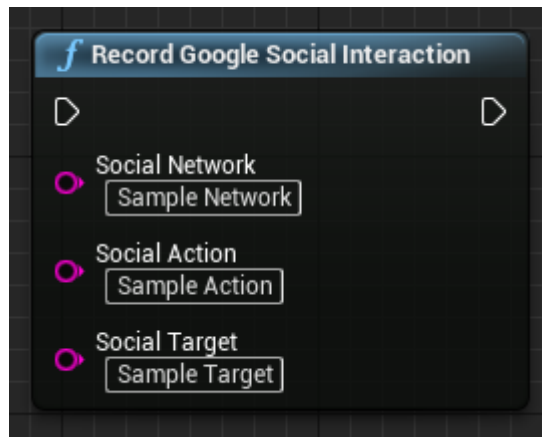 f Record Google Social Interaction
Social Network
Sample Network
Social Action
Sample Action
Social Target
Sample Target